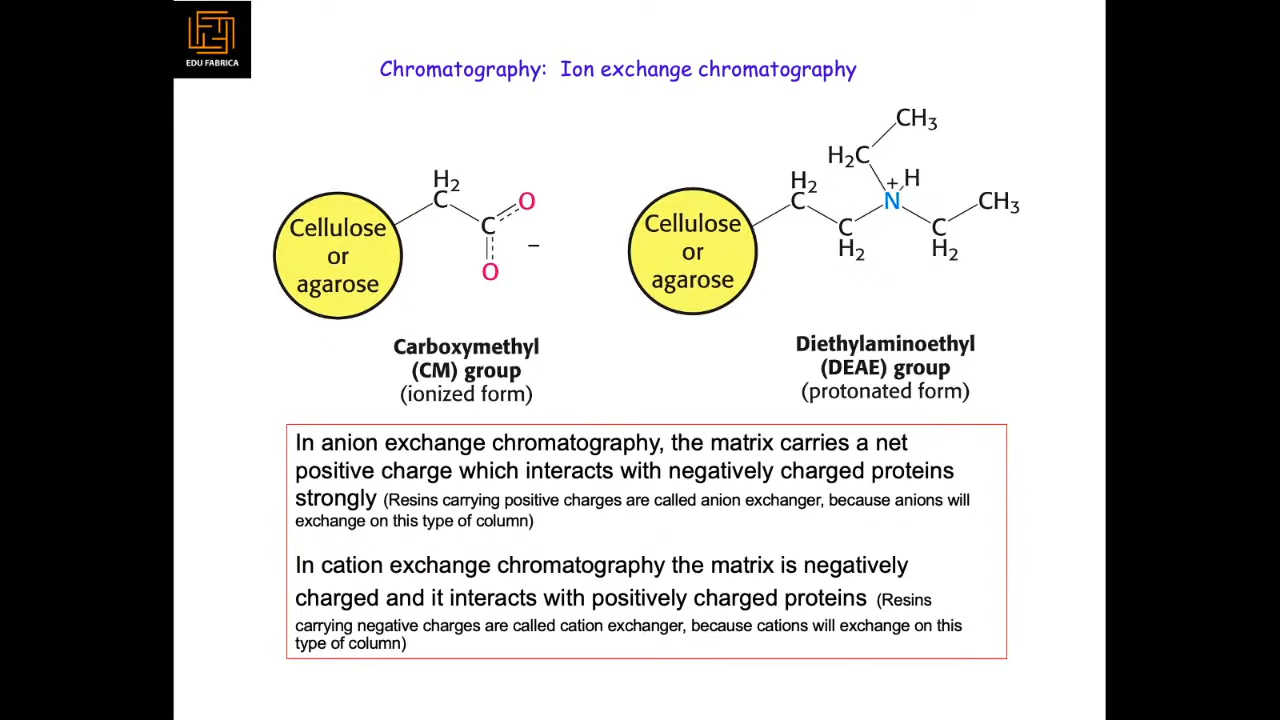 EDU FABRICA
Chromatography: Ion exchange chromatography
CH3
H2C
H2
C
C
O
–
O
Cellulose
or
agarose
H2
C
C
H2
N
+
H
C
H2
CH3
Cellulose
or
agarose
Carboxymethyl
(CM) group
(ionized form)
Diethylaminoethyl
(DEAE) group
(protonated form)
In anion exchange chromatography, the matrix carries a net
positive charge which interacts with negatively charged proteins
strongly (Resins carrying positive charges are called anion exchanger, because anions will
exchange on this type of column)
In cation exchange chromatography the matrix is negatively
charged and it interacts with positively charged proteins (Resins
carrying negative charges are called cation exchanger, because cations will exchange on this
type of column)